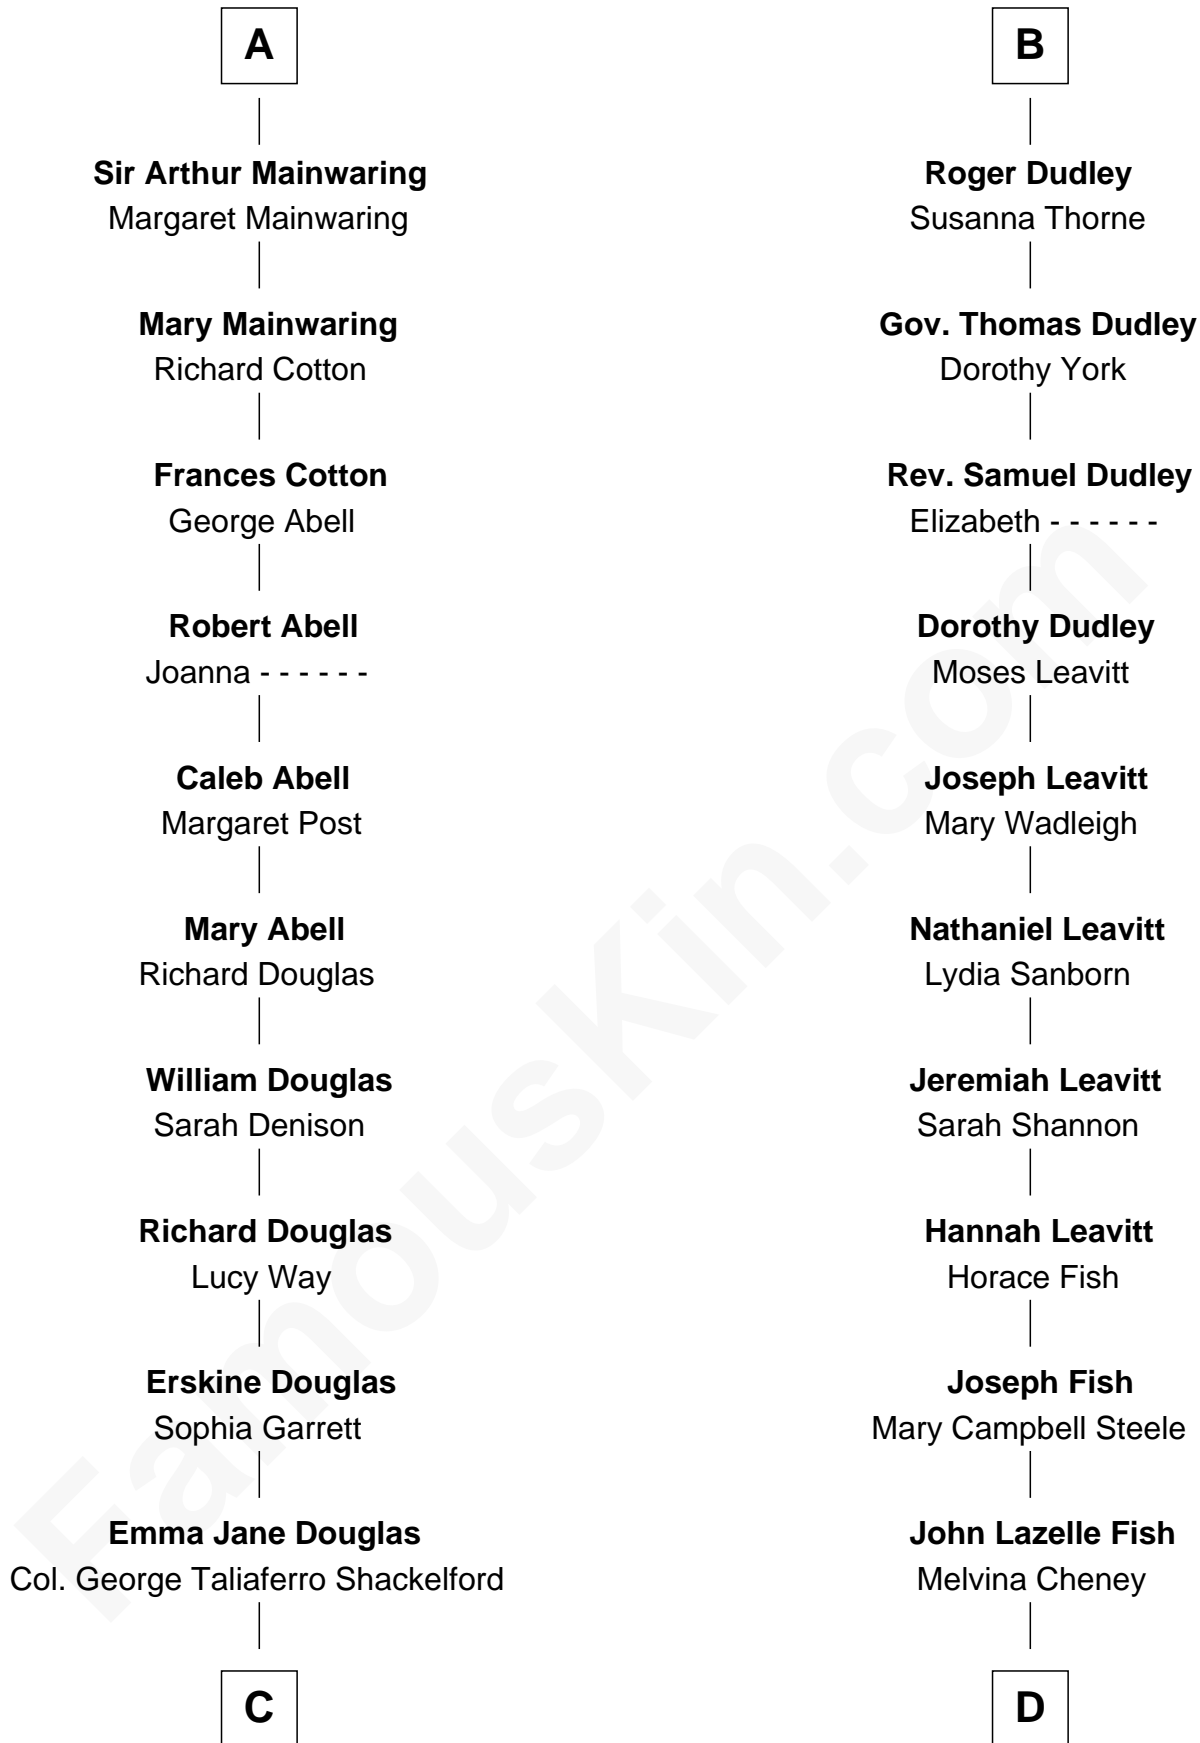 A
Sir Arthur Mainwaring
Margaret Mainwaring
Mary Mainwaring
Richard Cotton
Frances Cotton
George Abell
Robert Abell
Joanna - - - - - -
Caleb Abell
Margaret Post
Mary Abell
Richard Douglas
William Douglas
Sarah Denison
Richard Douglas
Lucy Way
Erskine Douglas
Sophia Garrett
Emma Jane Douglas
Col. George Taliaferro Shackelford
C
B
Roger Dudley
Susanna Thorne
Gov. Thomas Dudley
Dorothy York
Rev. Samuel Dudley
Elizabeth - - - - - -
Dorothy Dudley
Moses Leavitt
Joseph Leavitt
Mary Wadleigh
Nathaniel Leavitt
Lydia Sanborn
Jeremiah Leavitt
Sarah Shannon
Hannah Leavitt
Horace Fish
Joseph Fish
Mary Campbell Steele
John Lazelle Fish
Melvina Cheney
D
FamousKin.com